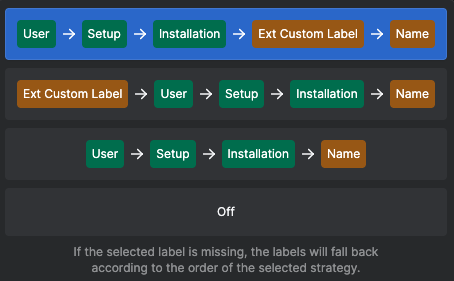 User → Setup → Installation → Ext Custom Label → Name
Ext Custom Label → User → Setup → Installation → Name
User → Setup → Installation → Name
Off
If the selected label is missing, the labels will fall back
according to the order of the selected strategy.